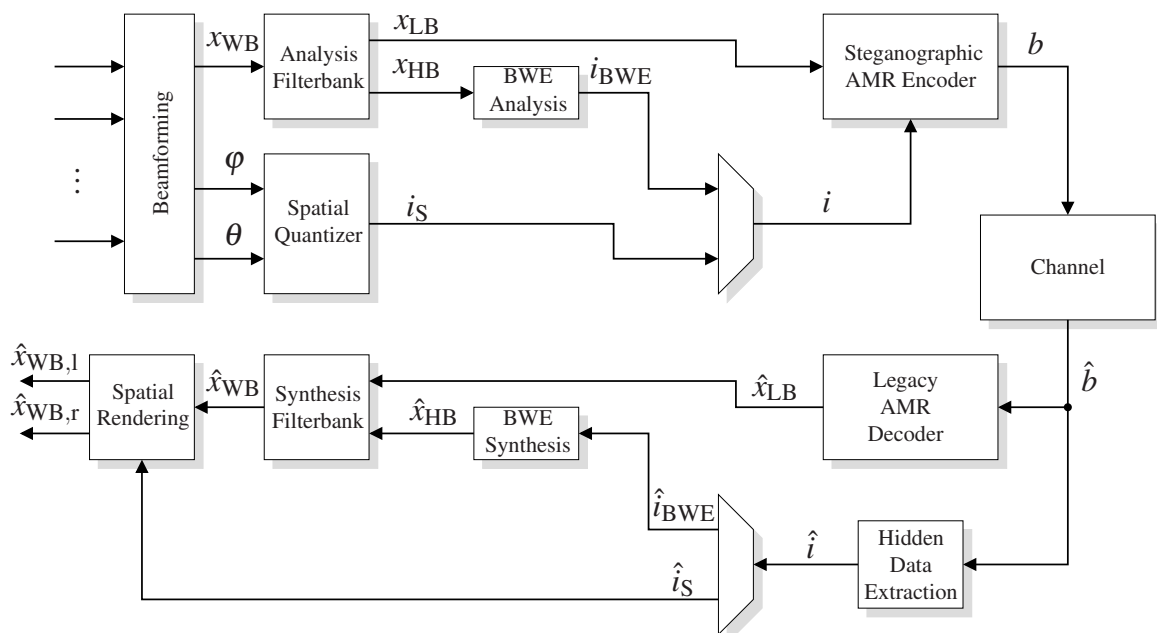 x_WB
x_LB
x_HB
i_BWE
b
Analysis
Filterbank
BWE
Analysis
Steganographic
AMR Encoder
Beamforming
⋮
φ
θ
Spatial
Quantizer
i_S
i
Channel
x̂_WB,l
x̂_WB,r
Spatial
Rendering
x̂_WB
Synthesis
Filterbank
x̂_HB
BWE
Synthesis
x̂_LB
Legacy
AMR
Decoder
b̂
î_BWE
î_S
î
Hidden
Data
Extraction